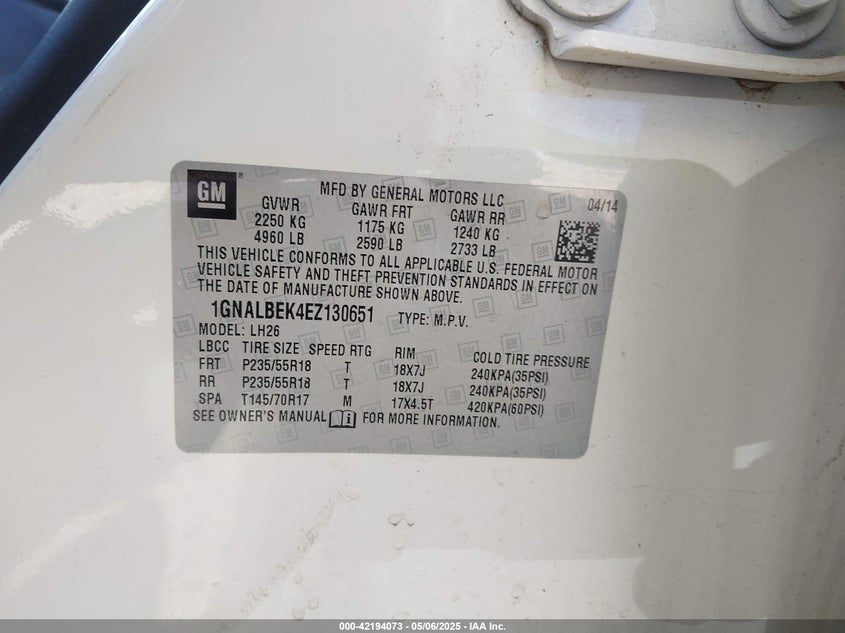 GM
MFD BY GENERAL MOTORS LLC
04/14
GVWR GAWR FRT GAWR RR
2250 KG 1175 KG 1240 KG
4960 LB 2590 LB 2733 LB
THIS VEHICLE CONFORMS TO ALL APPLICABLE U.S. FEDERAL MOTOR
VEHICLE SAFETY AND THEFT PREVENTION STANDARDS IN EFFECT ON
THE DATE OF MANUFACTURE SHOWN ABOVE.
1GNALBEK4EZ130651 TYPE: M.P.V.
MODEL: LH26
LBCC TIRE SIZE SPEED RTG RIM COLD TIRE PRESSURE
FRT P235/55R18 T 18X7J 240KPA(35PSI)
RR P235/55R18 T 18X7J 240KPA(35PSI)
SPA T145/70R17 M 17X4.5T 420KPA(60PSI)
SEE OWNER'S MANUAL FOR MORE INFORMATION.
000-42194073 — 05/06/2025 — IAA Inc.